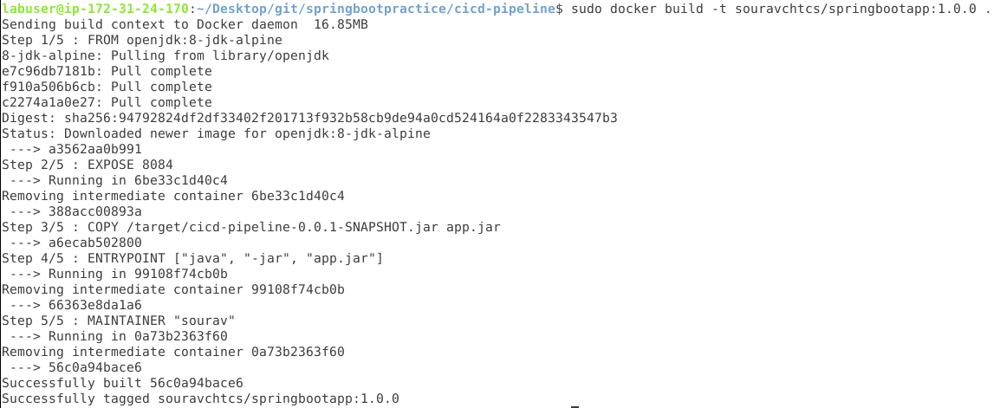 labuser@ip-172-31-24-170:~/Desktop/git/springbootpractice/cicd-pipeline$ sudo docker build -t souravchtcs/springbootapp:1.0.0 .
Sending build context to Docker daemon  16.85MB
Step 1/5 : FROM openjdk:8-jdk-alpine
8-jdk-alpine: Pulling from library/openjdk
e7c96db7181b: Pull complete
f910a506b6cb: Pull complete
c2274a1a0e27: Pull complete
Digest: sha256:94792824df2df33402f201713f932b58cb9de94a0cd524164a0f2283343547b3
Status: Downloaded newer image for openjdk:8-jdk-alpine
 ---> a3562aa0b991
Step 2/5 : EXPOSE 8084
 ---> Running in 6be33c1d40c4
Removing intermediate container 6be33c1d40c4
 ---> 388acc00893a
Step 3/5 : COPY /target/cicd-pipeline-0.0.1-SNAPSHOT.jar app.jar
 ---> a6ecab502800
Step 4/5 : ENTRYPOINT ["java", "-jar", "app.jar"]
 ---> Running in 99108f74cb0b
Removing intermediate container 99108f74cb0b
 ---> 66363e8da1a6
Step 5/5 : MAINTAINER "sourav"
 ---> Running in 0a73b2363f60
Removing intermediate container 0a73b2363f60
 ---> 56c0a94bace6
Successfully built 56c0a94bace6
Successfully tagged souravchtcs/springbootapp:1.0.0